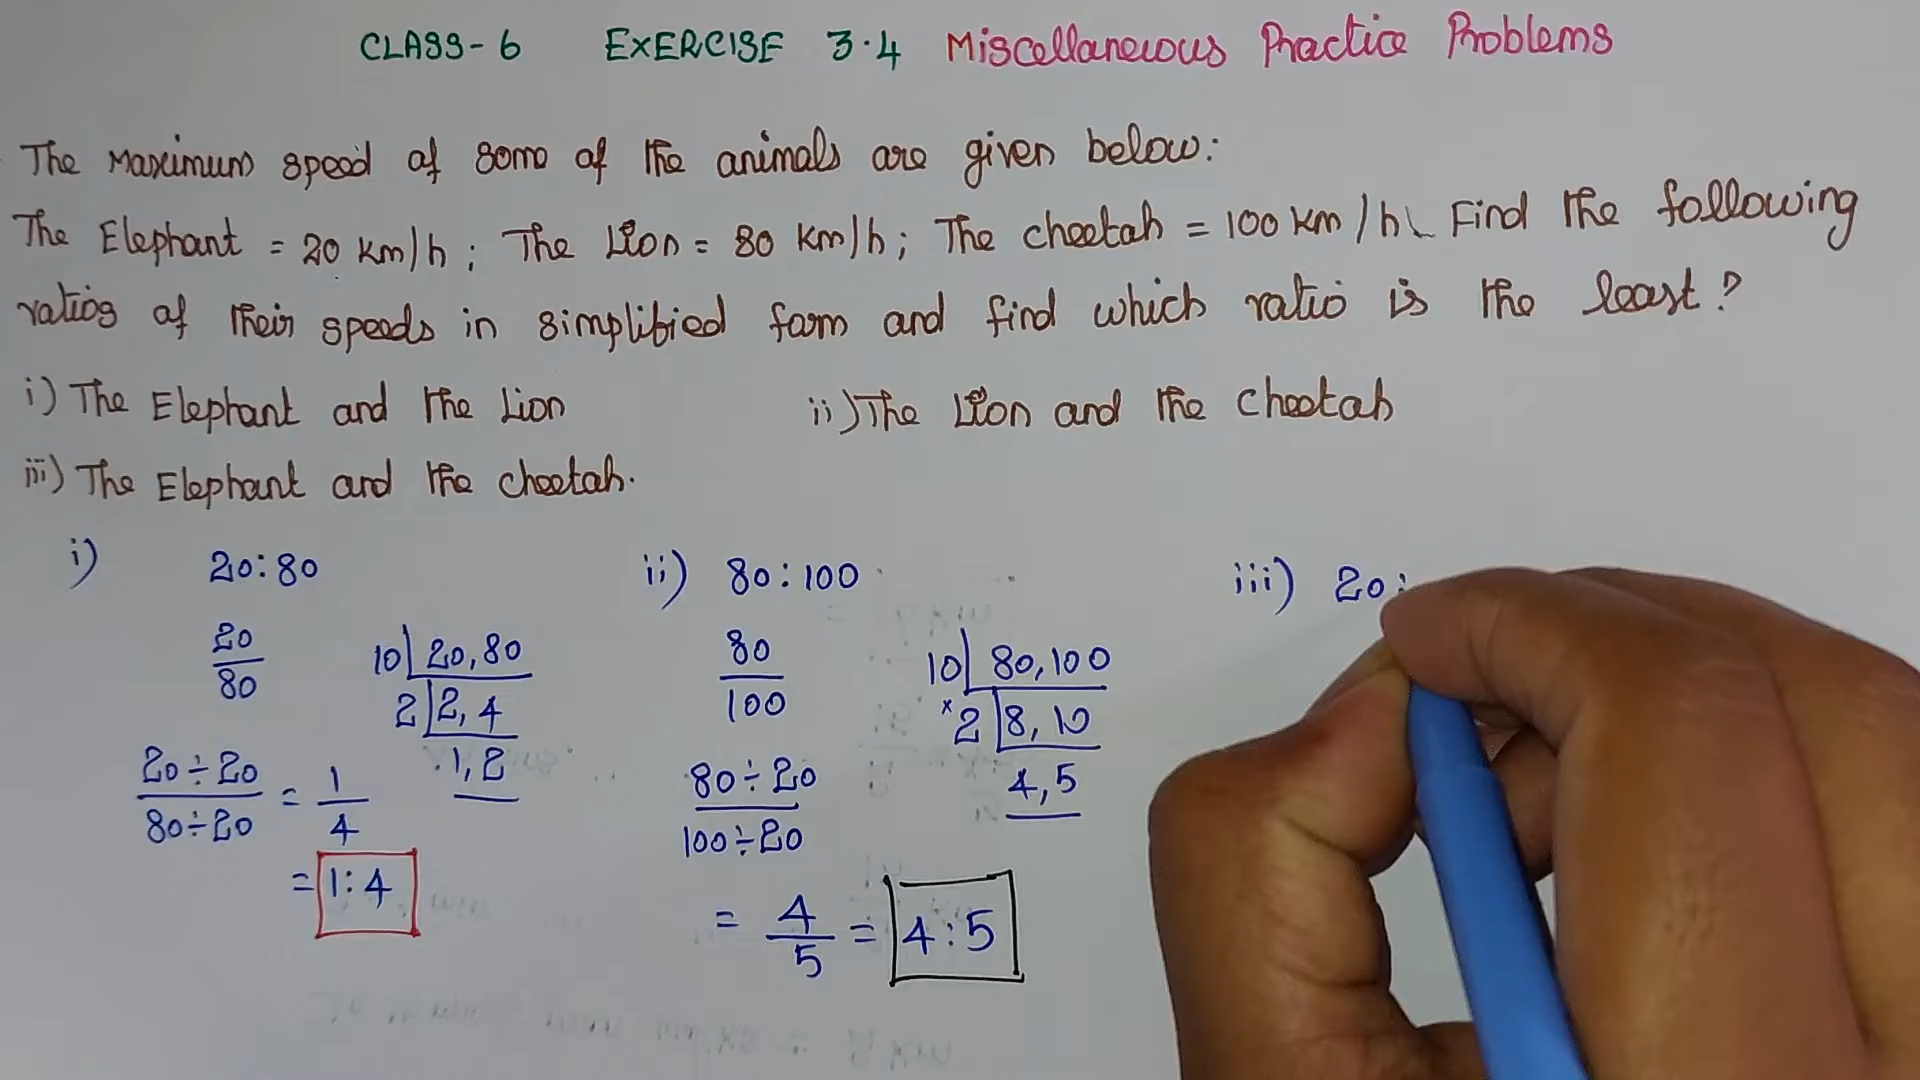 CLASS-6 EXERCISE 3.4 Miscellaneous Practice Problems
The Maximum speed of some of the animals are given below:
The Elephant = 20 km/h; The Lion = 80 km/h; The cheetah = 100 km/h. Find the following
ratios of their speeds in simplified form and find which ratio is the least?
i) The Elephant and the Lion
ii) The Lion and the cheetah
iii) The Elephant and the cheetah.
i) 20:80
20
80
10 20,80
2 2,4
1,2
20÷20
80÷20
= 1
4
= 1:4
ii) 80:100
80
100
10 80,100
x 2 8,10
4,5
80÷20
100÷20
= 4
5
= 4:5
iii) 20: